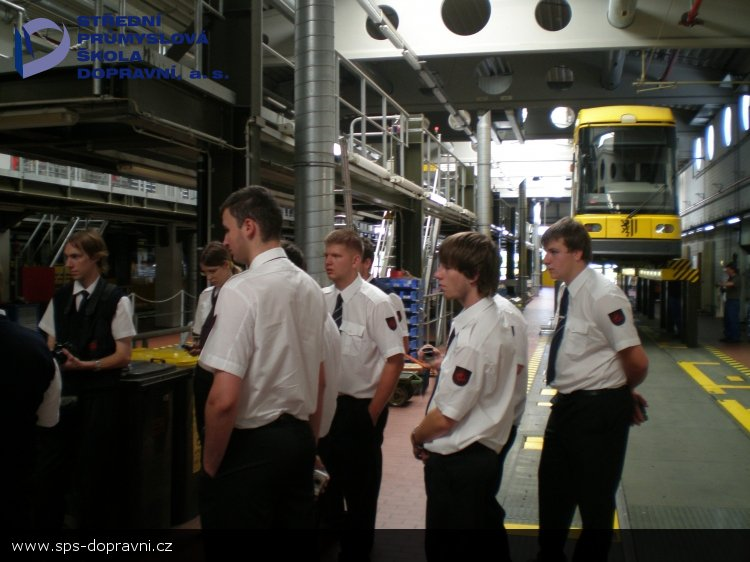 STŘEDNÍ
PRŮMYSLOVÁ
ŠKOLA
DOPRAVNÍ, a. s.
www.sps-dopravni.cz